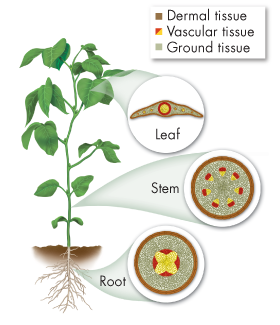 Dermal tissue
Vascular tissue
Ground tissue
Leaf
Stem
Root